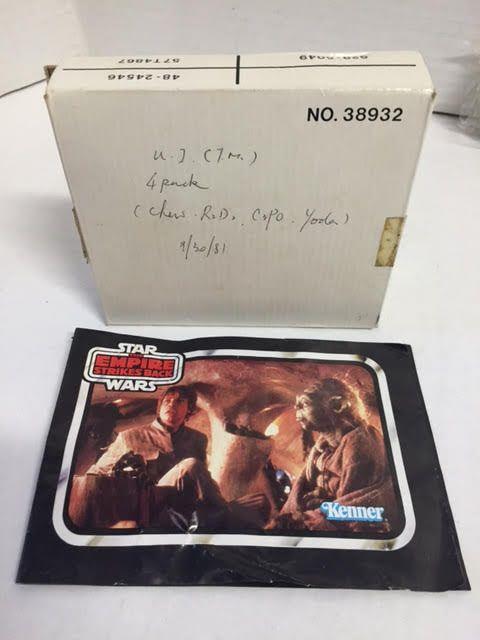 48-24546
57T4867
NO. 38932
4 pack
(Chew. R2D2 C3PO. Yoda)
9/30/81
STAR
THE
EMPIRE
STRIKES BACK
WARS
Kenner